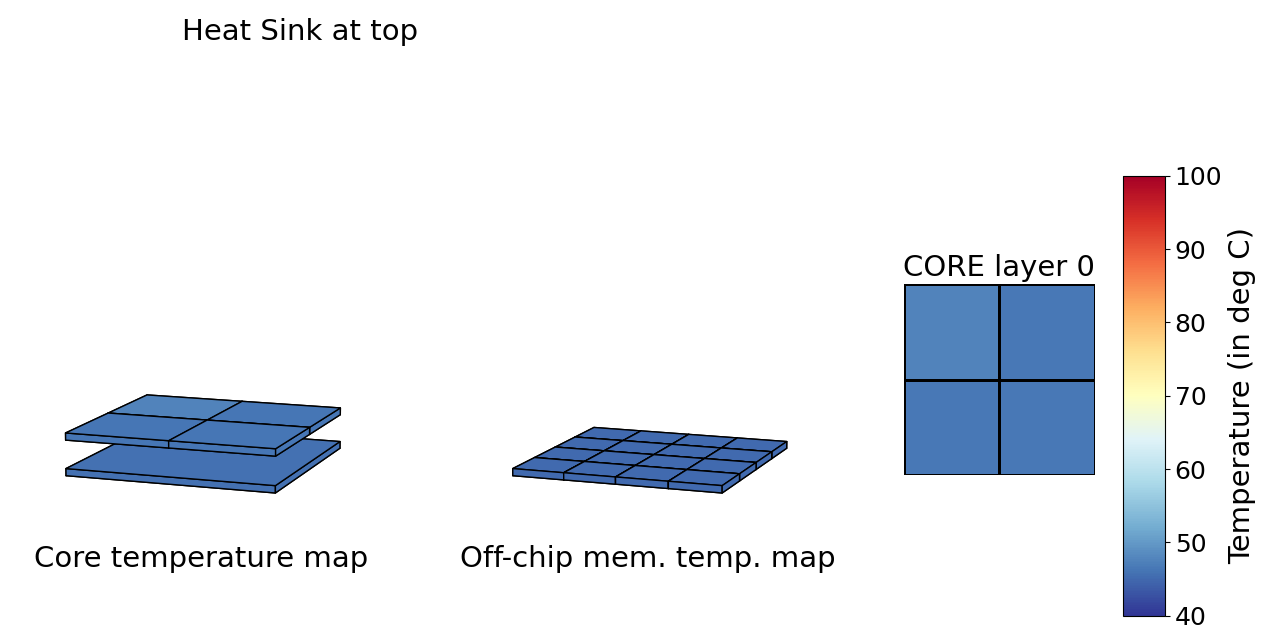 Heat Sink at top
CORE layer 0
100
90
80
70
60
50
40
Temperature (in deg C)
Core temperature map
Off-chip mem. temp. map